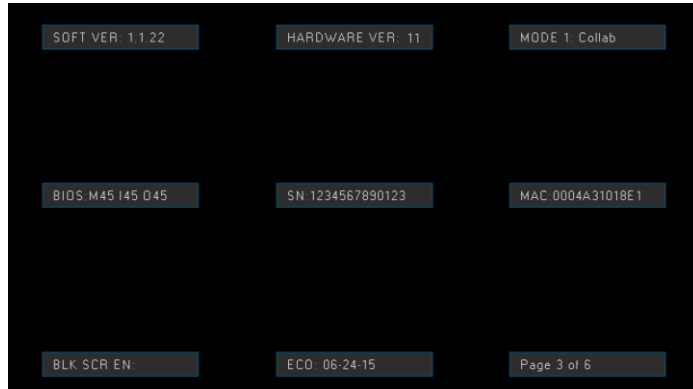 SOFT VER: 1.1.22
HARDWARE VER: 11
MODE 1: Collab
BIOS:M45 I45 O45
SN:1234567890123
MAC:0004A31018E1
BLK SCR EN:
ECO: 06-24-15
Page 3 of 6